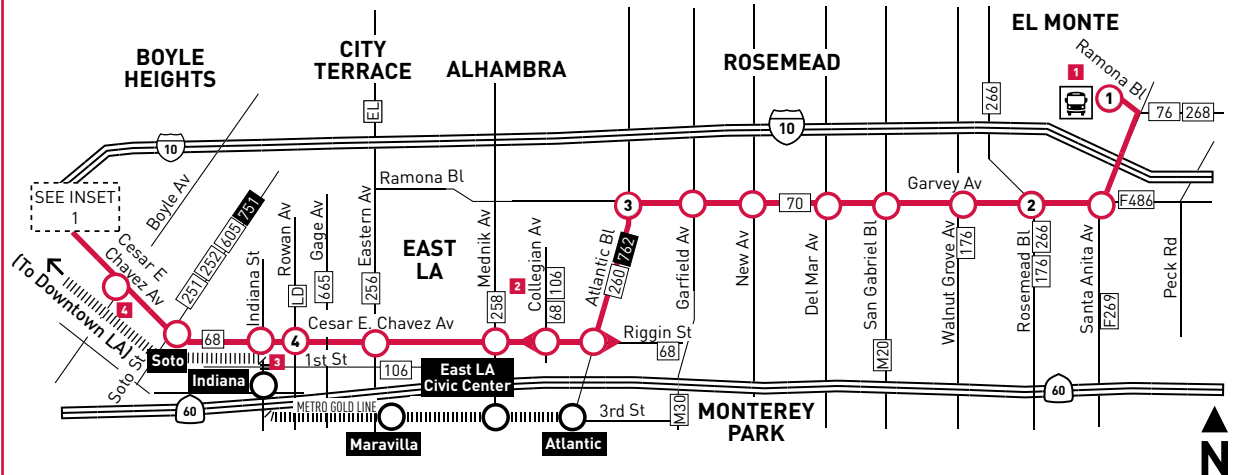 EL MONTE
BOYLE
HEIGHTS
CITY
TERRACE
ALHAMBRA
ROSEMEAD
Ramona Bl
1
1
76
268
EL
266
10
10
SEE INSET
1
Boyle Av
751
605
252
251
Ramona Bl
Garvey Av
3
70
2
F486
Cesar E
Chavez Av
(To Downtown LA)
4
Soto St
Soto
68
Indiana St
Rowan Av
LD
Gage Av
665
Eastern Av
256
EAST
LA
Mednik Av
258
2
Collegian Av
68
106
Atlantic Bl
260
762
Garfield Av
New Av
Del Mar Av
San Gabriel Bl
M20
Walnut Grove Av
176
Rosemead Bl
176
266
Santa Anita Av
F269
Peck Rd
Cesar E. Chavez Av
4
Riggin St
68
3
1st St
106
Indiana
East LA
Civic Center
60
60
METRO GOLD LINE
3rd St
M30
MONTEREY
PARK
Maravilla
Atlantic
N